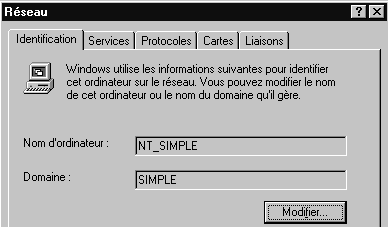 Réseau
Identification Services Protocoles Cartes Liaisons
Windows utilise les informations suivantes pour identifier
cet ordinateur sur le réseau. Vous pouvez modifier le nom
de cet ordinateur ou le nom du domaine qu'il gère.
Nom d'ordinateur : NT_SIMPLE
Domaine : SIMPLE
Modifier...